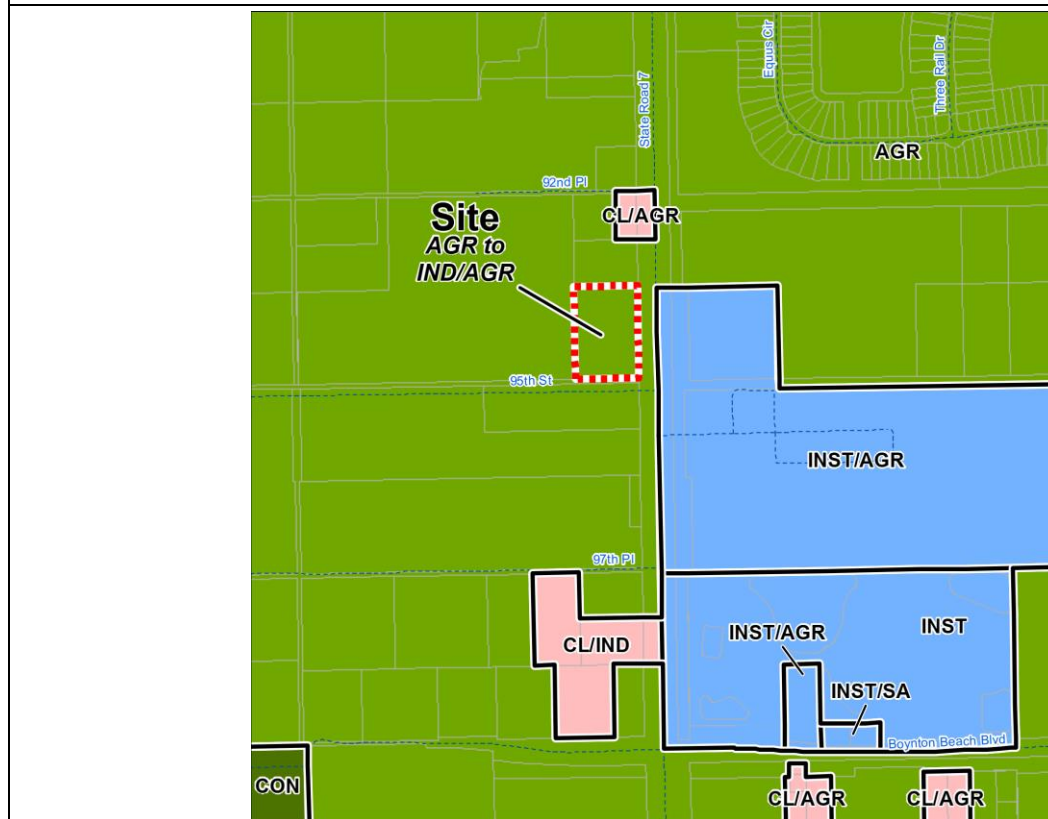 Equus Cir
Three Rail Dr
State Road 7
AGR
92nd Pl
CL/AGR
Site
AGR to
IND/AGR
95th St
INST/AGR
97th Pl
CL/IND
INST/AGR
INST
INST/SA
Boynton Beach Blvd
CON
CL/AGR
CL/AGR